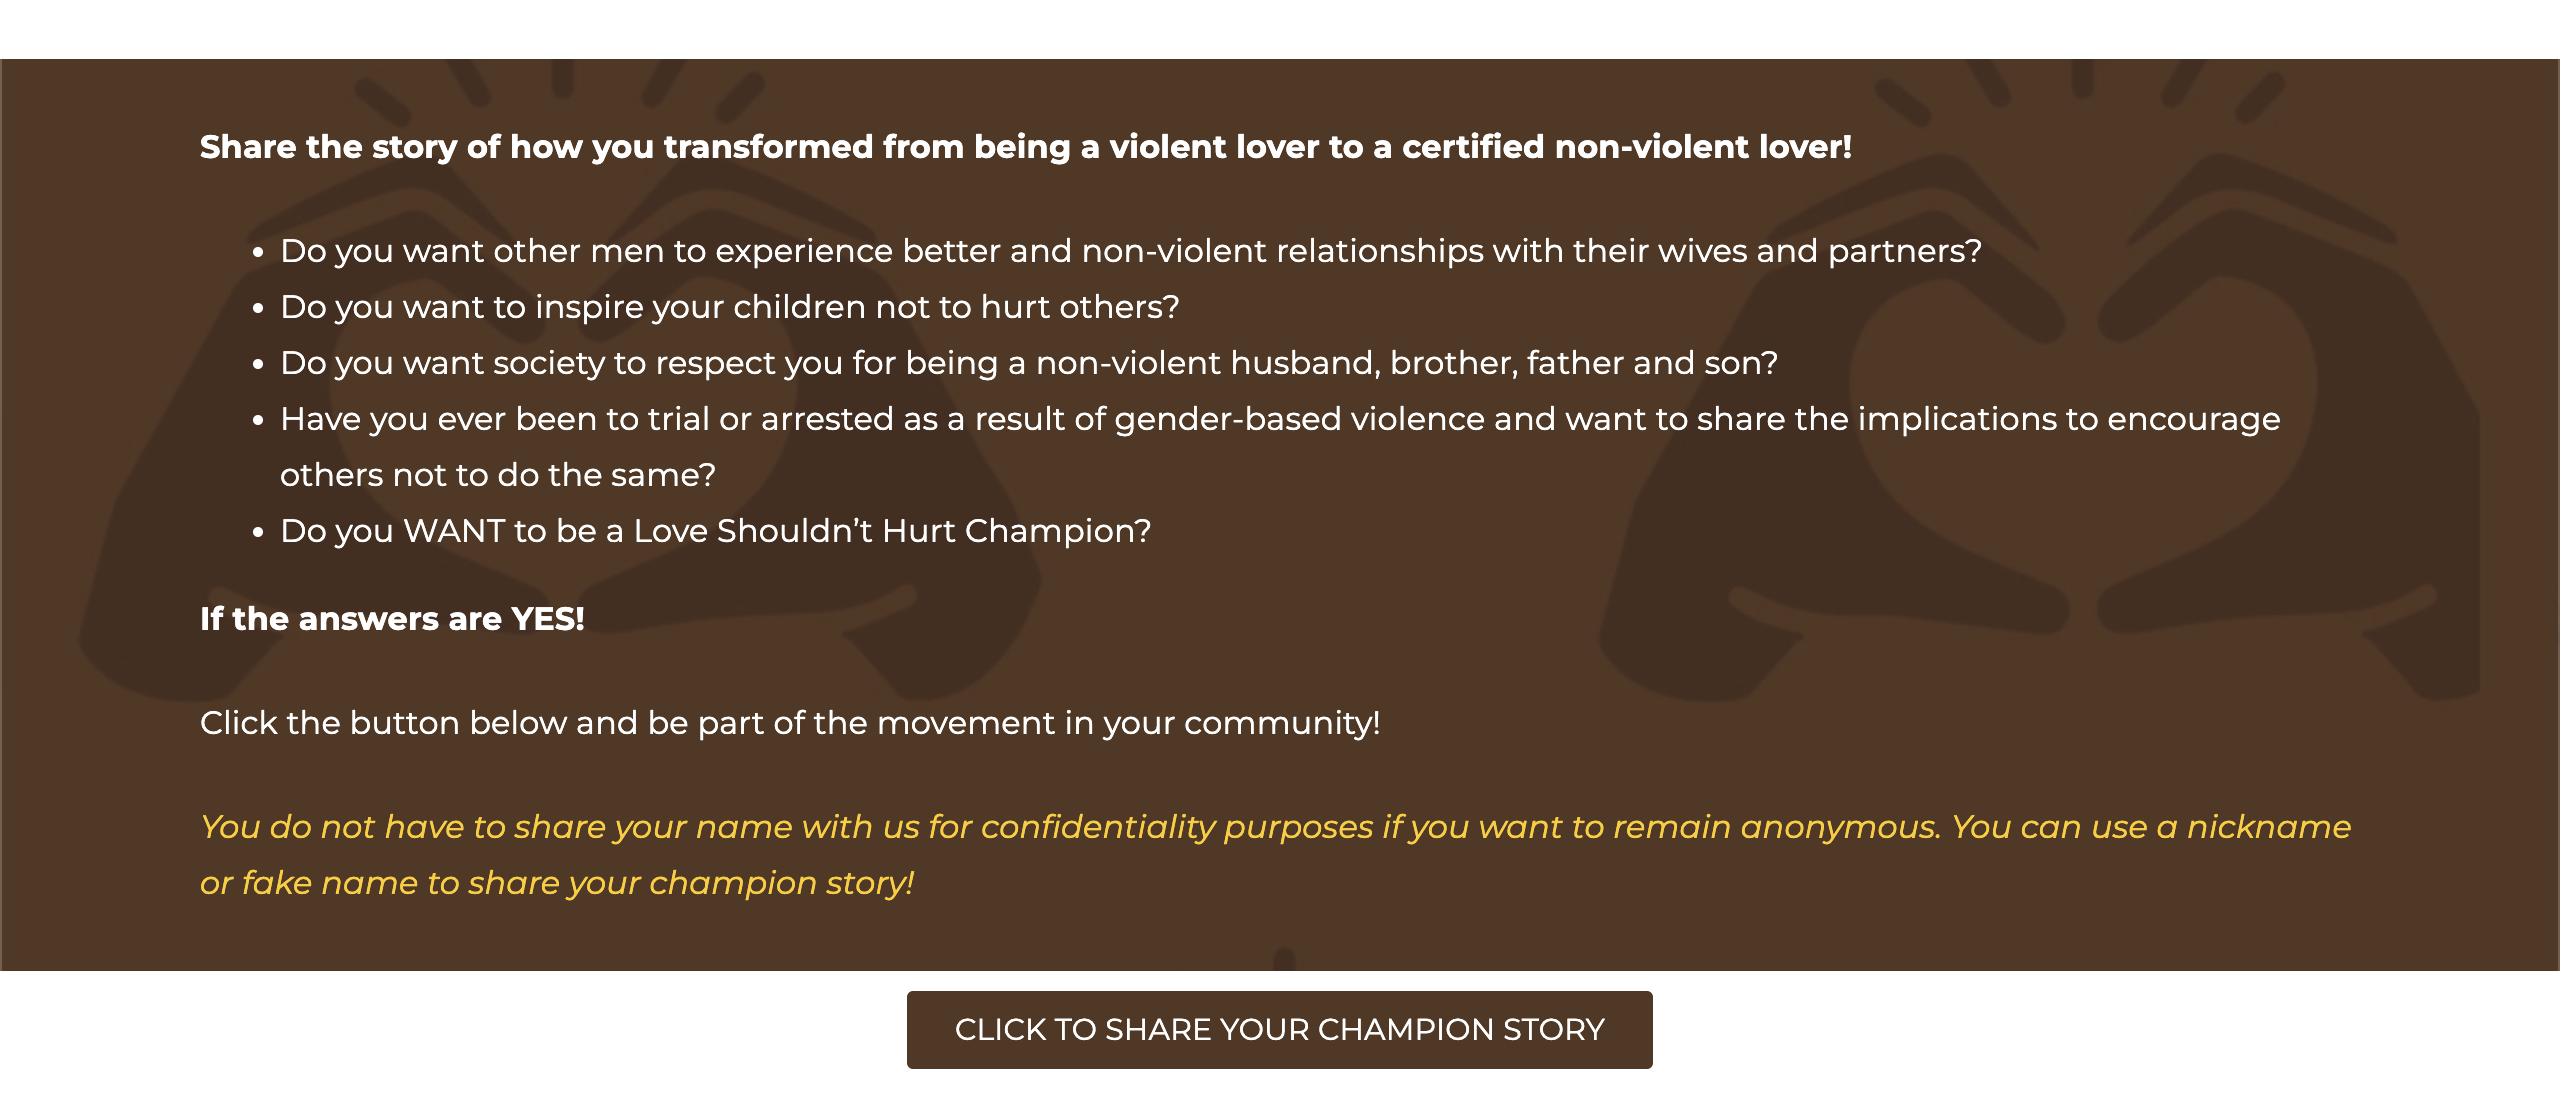 Share the story of how you transformed from being a violent lover to a certified non-violent lover!
• Do you want other men to experience better and non-violent relationships with their wives and partners?
• Do you want to inspire your children not to hurt others?
• Do you want society to respect you for being a non-violent husband, brother, father and son?
• Have you ever been to trial or arrested as a result of gender-based violence and want to share the implications to encourage
others not to do the same?
• Do you WANT to be a Love Shouldn’t Hurt Champion?
If the answers are YES!
Click the button below and be part of the movement in your community!
You do not have to share your name with us for confidentiality purposes if you want to remain anonymous. You can use a nickname
or fake name to share your champion story!
CLICK TO SHARE YOUR CHAMPION STORY